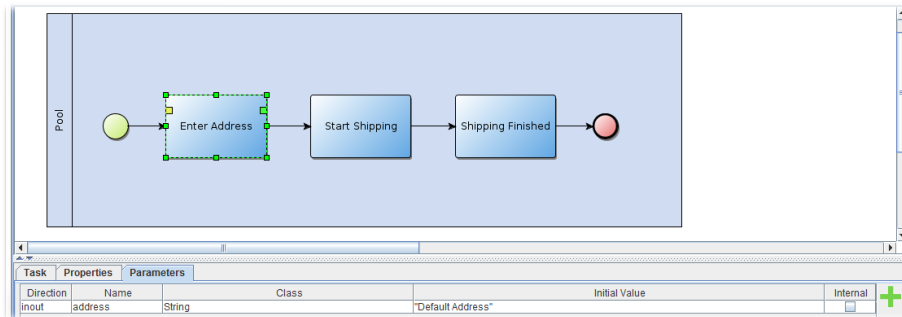 Pool
Enter Address
Start Shipping
Shipping Finished
Task Properties Parameters
Direction Name Class Initial Value Internal
inout address String "Default Address"